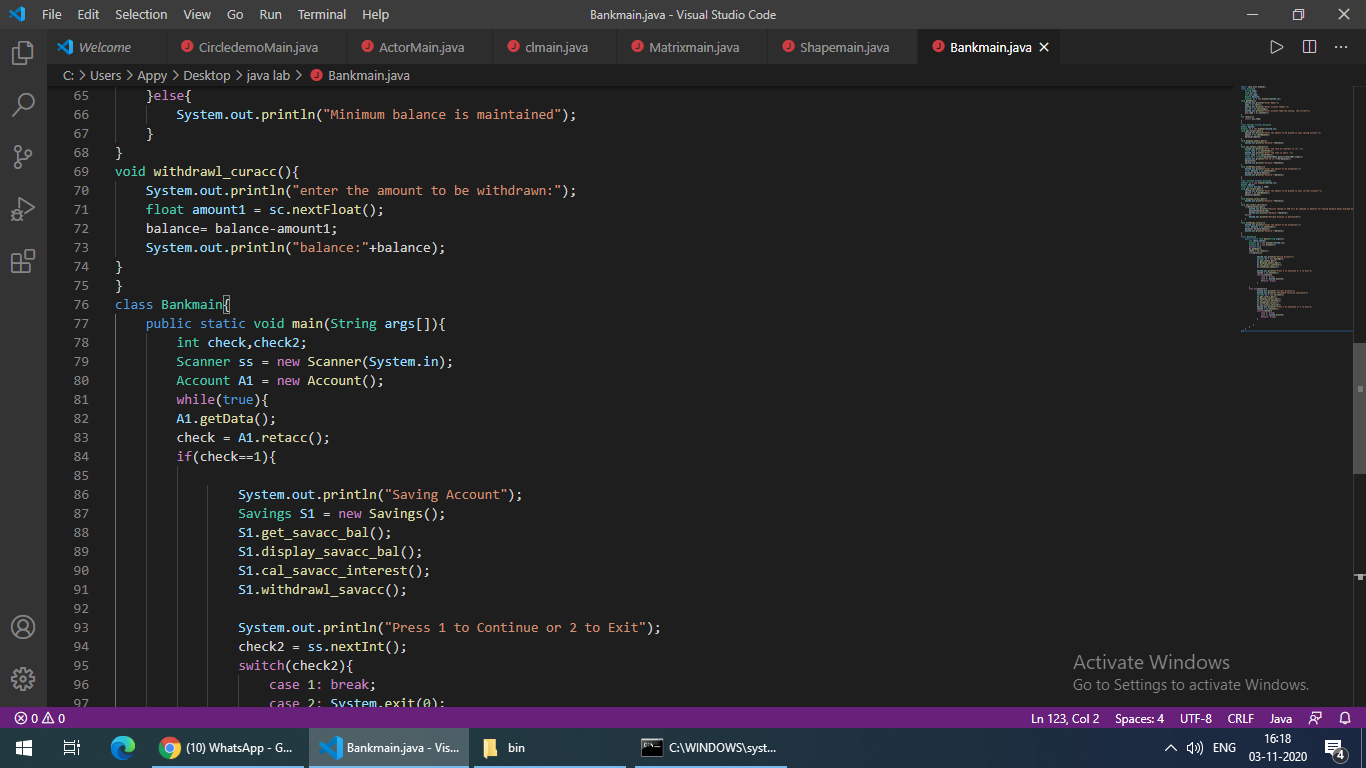 File Edit Selection View Go Run Terminal Help Bankmain.java - Visual Studio Code
Welcome CircledemoMain.java ActorMain.java clmain.java Matrixmain.java Shapemain.java Bankmain.java
C: > Users > Appy > Desktop > java lab > Bankmain.java
65 }else{
66 System.out.println("Minimum balance is maintained");
67 }
68 }
69 void withdrawl_curacc(){
70 System.out.println("enter the amount to be withdrawn:");
71 float amount1 = sc.nextFloat();
72 balance= balance-amount1;
73 System.out.println("balance:"+balance);
74 }
75 }
76 class Bankmain{
77 public static void main(String args[]){
78 int check,check2;
79 Scanner ss = new Scanner(System.in);
80 Account A1 = new Account();
81 while(true){
82 A1.getData();
83 check = A1.retacc();
84 if(check==1){
85
86 System.out.println("Saving Account");
87 Savings S1 = new Savings();
88 S1.get_savacc_bal();
89 S1.display_savacc_bal();
90 S1.cal_savacc_interest();
91 S1.withdrawl_savacc();
92
93 System.out.println("Press 1 to Continue or 2 to Exit");
94 check2 = ss.nextInt();
95 switch(check2){
96 case 1: break;
97 case 2: System.exit(0);
Activate Windows
Go to Settings to activate Windows.
0 0 Ln 123, Col 2 Spaces: 4 UTF-8 CRLF Java
(10) WhatsApp - G... Bankmain.java - Vis... bin C:\WINDOWS\syst... ENG 16:18
03-11-2020 4